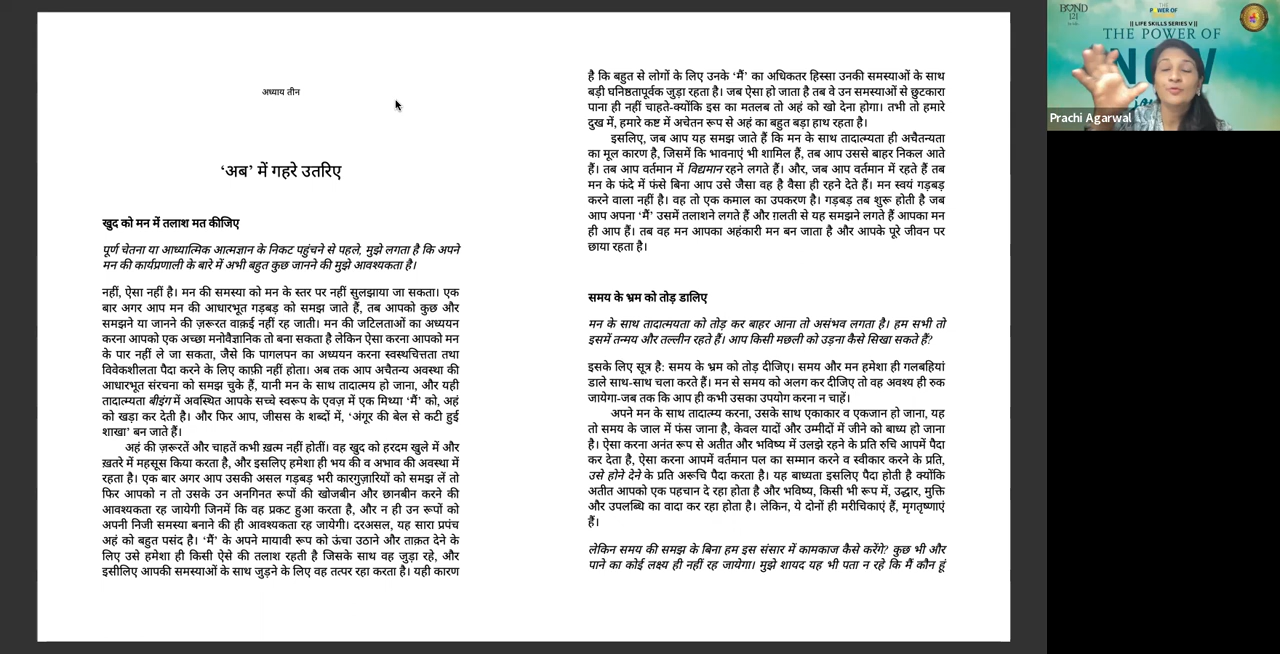 अध्याय तीन
‘अब’ में गहरे उतरिए
खुद को मन में तलाश मत कीजिए
पूर्ण चेतना या आध्यात्मिक आत्मज्ञान के निकट पहुंचने से पहले, मुझे लगता है कि अपने
मन की कार्यप्रणाली के बारे में अभी बहुत कुछ जानने की मुझे आवश्यकता है।
नहीं, ऐसा नहीं है। मन की समस्या को मन के स्तर पर नहीं सुलझाया जा सकता। एक
बार अगर आप मन की आधारभूत गड़बड़ को समझ जाते हैं, तब आपको कुछ और
समझने या जानने की ज़रूरत वाक़ई नहीं रह जाती। मन की जटिलताओं का अध्ययन
करना आपको एक अच्छा मनोवैज्ञानिक तो बना सकता है लेकिन ऐसा करना आपको मन
के पार नहीं ले जा सकता, जैसे कि पागलपन का अध्ययन करना स्वस्थचित्तता तथा
विवेकशीलता पैदा करने के लिए काफ़ी नहीं होता। अब तक आप अचैतन्य अवस्था की
आधारभूत संरचना को समझ चुके हैं, यानी मन के साथ तादात्मय हो जाना, और यही
तादात्मयता बीइंग में अवस्थित आपके सच्चे स्वरूप के एवज़ में एक मिथ्या ‘मैं’ को, अहं
को खड़ा कर देती है। और फिर आप, जीसस के शब्दों में, ‘अंगूर की बेल से कटी हुई
शाखा’ बन जाते हैं।
अहं की ज़रूरतें और चाहतें कभी ख़त्म नहीं होतीं। वह खुद को हरदम खुले में और
ख़तरे में महसूस किया करता है, और इसलिए हमेशा ही भय की व अभाव की अवस्था में
रहता है। एक बार अगर आप उसकी असल गड़बड़ भरी कारगुज़ारियों को समझ लें तो
फिर आपको न तो उसके उन अनगिनत रूपों की खोजबीन और छानबीन करने की
आवश्यकता रह जायेगी जिनमें कि वह प्रकट हुआ करता है, और न ही उन रूपों को
अपनी निजी समस्या बनाने की ही आवश्यकता रह जायेगी। दरअसल, यह सारा प्रपंच
अहं को बहुत पसंद है। ‘मैं’ के अपने मायावी रूप को ऊंचा उठाने और ताक़त देने के
लिए उसे हमेशा ही किसी ऐसे की तलाश रहती है जिसके साथ वह जुड़ा रहे, और
इसीलिए आपकी समस्याओं के साथ जुड़ने के लिए वह तत्पर रहा करता है। यही कारण
है कि बहुत से लोगों के लिए उनके ‘मैं’ का अधिकतर हिस्सा उनकी समस्याओं के साथ
बड़ी घनिष्ठतापूर्वक जुड़ा रहता है। जब ऐसा हो जाता है तब वे उन समस्याओं से छुटकारा
पाना ही नहीं चाहते-क्योंकि इस का मतलब तो अहं को खो देना होगा। तभी तो हमारे
दुख में, हमारे कष्ट में अचेतन रूप से अहं का बहुत बड़ा हाथ रहता है।
इसलिए, जब आप यह समझ जाते हैं कि मन के साथ तादात्म्यता ही अचैतन्यता
का मूल कारण है, जिसमें कि भावनाएं भी शामिल हैं, तब आप उससे बाहर निकल आते
हैं। तब आप वर्तमान में विद्यमान रहने लगते हैं। और, जब आप वर्तमान में रहते हैं तब
मन के फंदे में फंसे बिना आप उसे जैसा वह है वैसा ही रहने देते हैं। मन स्वयं गड़बड़
करने वाला नहीं है। वह तो एक कमाल का उपकरण है। गड़बड़ तब शुरू होती है जब
आप अपना ‘मैं’ उसमें तलाशने लगते हैं और ग़लती से यह समझने लगते हैं आपका मन
ही आप हैं। तब वह मन आपका अहंकारी मन बन जाता है और आपके पूरे जीवन पर
छाया रहता है।
समय के भ्रम को तोड़ डालिए
मन के साथ तादात्मयता को तोड़ कर बाहर आना तो असंभव लगता है। हम सभी तो
इसमें तन्मय और तल्लीन रहते हैं। आप किसी मछली को उड़ना कैसे सिखा सकते हैं?
इसके लिए सूत्र है: समय के भ्रम को तोड़ दीजिए। समय और मन हमेशा ही गलबहियां
डाले साथ-साथ चला करते हैं। मन से समय को अलग कर दीजिए तो वह अवश्य ही रुक
जायेगा-जब तक कि आप ही कभी उसका उपयोग करना न चाहें।
अपने मन के साथ तादात्म्य करना, उसके साथ एकाकार व एकजान हो जाना, यह
तो समय के जाल में फंस जाना है, केवल यादों और उम्मीदों में जीने को बाध्य हो जाना
है। ऐसा करना अनंत रूप से अतीत और भविष्य में उलझे रहने के प्रति रुचि आपमें पैदा
कर देता है, ऐसा करना आपमें वर्तमान पल का सम्मान करने व स्वीकार करने के प्रति,
उसे होने देने के प्रति अरूचि पैदा करता है। यह बाध्यता इसलिए पैदा होती है क्योंकि
अतीत आपको एक पहचान दे रहा होता है और भविष्य, किसी भी रूप में, उद्धार, मुक्ति
और उपलब्धि का वादा कर रहा होता है। लेकिन, ये दोनों ही मरीचिकाएं हैं, मृगतृष्णाएं
हैं।
लेकिन समय की समझ के बिना हम इस संसार में कामकाज कैसे करेंगे? कुछ भी और
पाने का कोई लक्ष्य ही नहीं रह जायेगा। मुझे शायद यह भी पता न रहे कि मैं कौन हूं
BOND
THE
POWER OF
|| LIFE SKILLS SERIES V ||
THE POWER OF
Prachi Agarwal